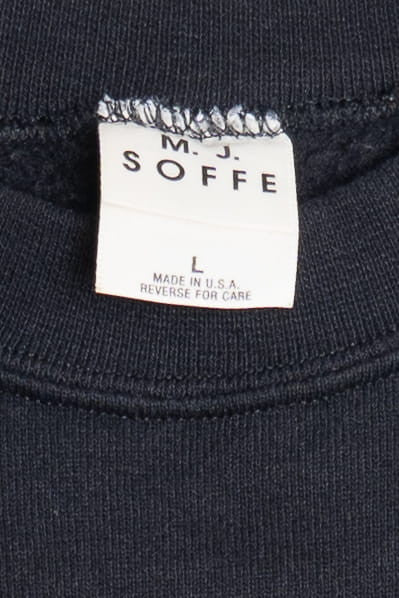 M. J.
SOFFE
L
MADE IN U.S.A.
REVERSE FOR CARE